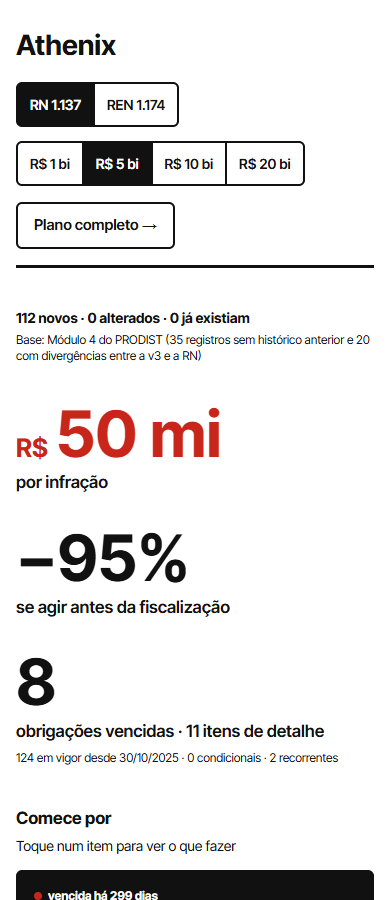 Athenix
RN 1.137 REN 1.174
R$ 1 bi R$ 5 bi R$ 10 bi R$ 20 bi
Plano completo →
112 novos · 0 alterados · 0 já existiam
Base: Módulo 4 do PRODIST (35 registros sem histórico anterior e 20
com divergências entre a v3 e a RN)
R$ 50 mi
por infração
–95%
se agir antes da fiscalização
8
obrigações vencidas · 11 itens de detalhe
124 em vigor desde 30/10/2025 · 0 condicionais · 2 recorrentes
Comece por
Toque num item para ver o que fazer
vencida há 299 dias